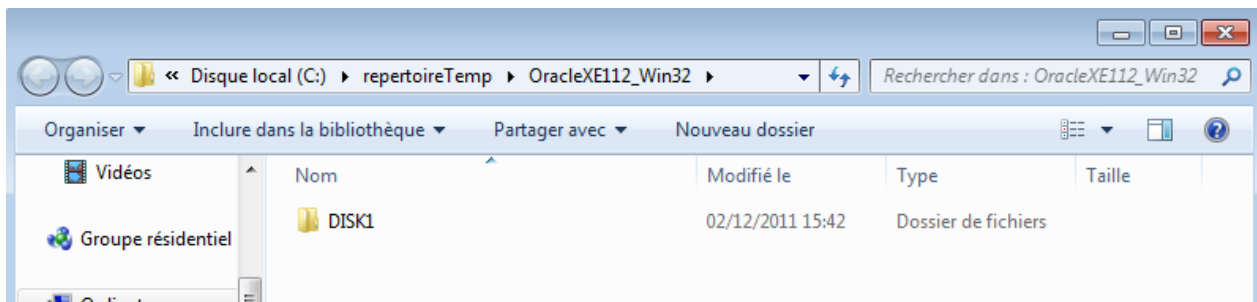 « Disque local (C:) ▸ repertoireTemp ▸ OracleXE112_Win32 ▸ Rechercher dans : OracleXE112_Win32
Organiser Inclure dans la bibliothèque Partager avec Nouveau dossier
Vidéos Nom Modifié le Type Taille
DISK1 02/12/2011 15:42 Dossier de fichiers
Groupe résidentiel